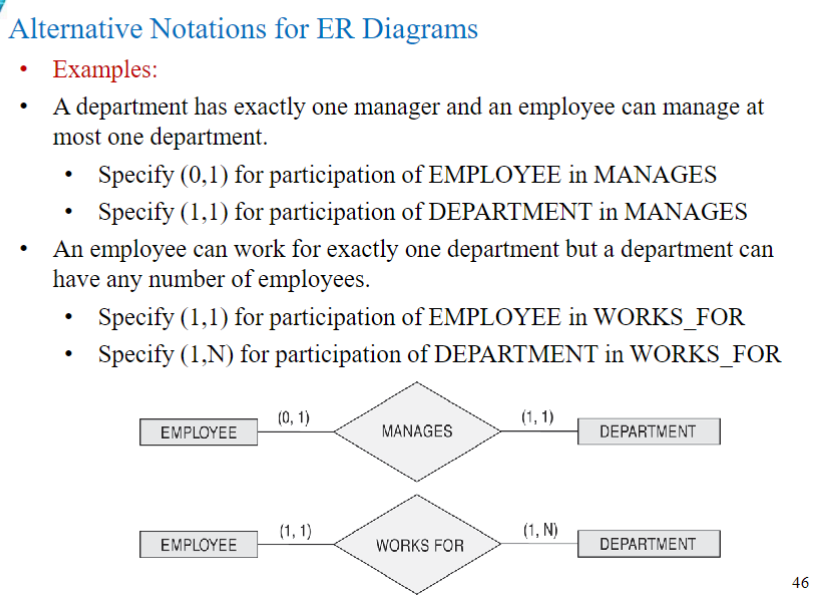 Alternative Notations for ER Diagrams
• Examples:
• A department has exactly one manager and an employee can manage at
most one department.
• Specify (0,1) for participation of EMPLOYEE in MANAGES
• Specify (1,1) for participation of DEPARTMENT in MANAGES
• An employee can work for exactly one department but a department can
have any number of employees.
• Specify (1,1) for participation of EMPLOYEE in WORKS_FOR
• Specify (1,N) for participation of DEPARTMENT in WORKS_FOR
EMPLOYEE (0, 1) MANAGES (1, 1) DEPARTMENT
EMPLOYEE (1, 1) WORKS FOR (1, N) DEPARTMENT
46